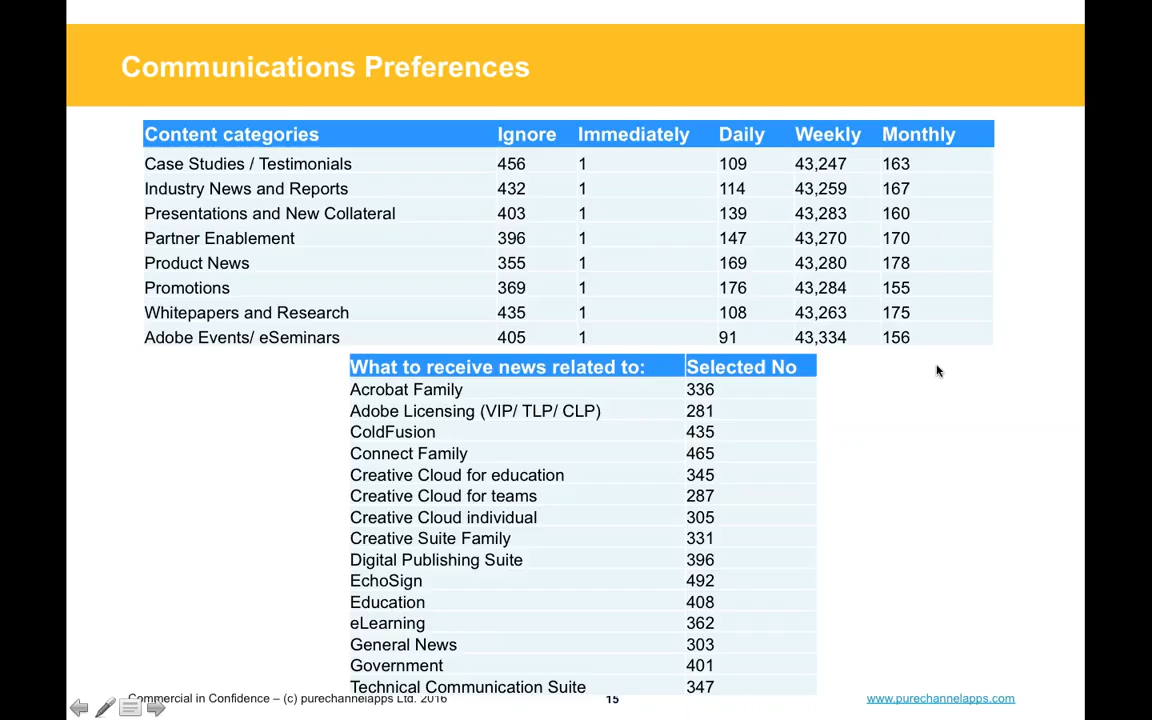 Communications Preferences
Content categories Ignore Immediately Daily Weekly Monthly
Case Studies / Testimonials 456 1 109 43,247 163
Industry News and Reports 432 1 114 43,259 167
Presentations and New Collateral 403 1 139 43,283 160
Partner Enablement 396 1 147 43,270 170
Product News 355 1 169 43,280 178
Promotions 369 1 176 43,284 155
Whitepapers and Research 435 1 108 43,263 175
Adobe Events/ eSeminars 405 1 91 43,334 156
What to receive news related to: Selected No
Acrobat Family 336
Adobe Licensing (VIP/ TLP/ CLP) 281
ColdFusion 435
Connect Family 465
Creative Cloud for education 345
Creative Cloud for teams 287
Creative Cloud individual 305
Creative Suite Family 331
Digital Publishing Suite 396
EchoSign 492
Education 408
eLearning 362
General News 303
Government 401
Technical Communication Suite 347
Commercial in Confidence – (c) purechannelapps Ltd. 2016 15 www.purechannelapps.com